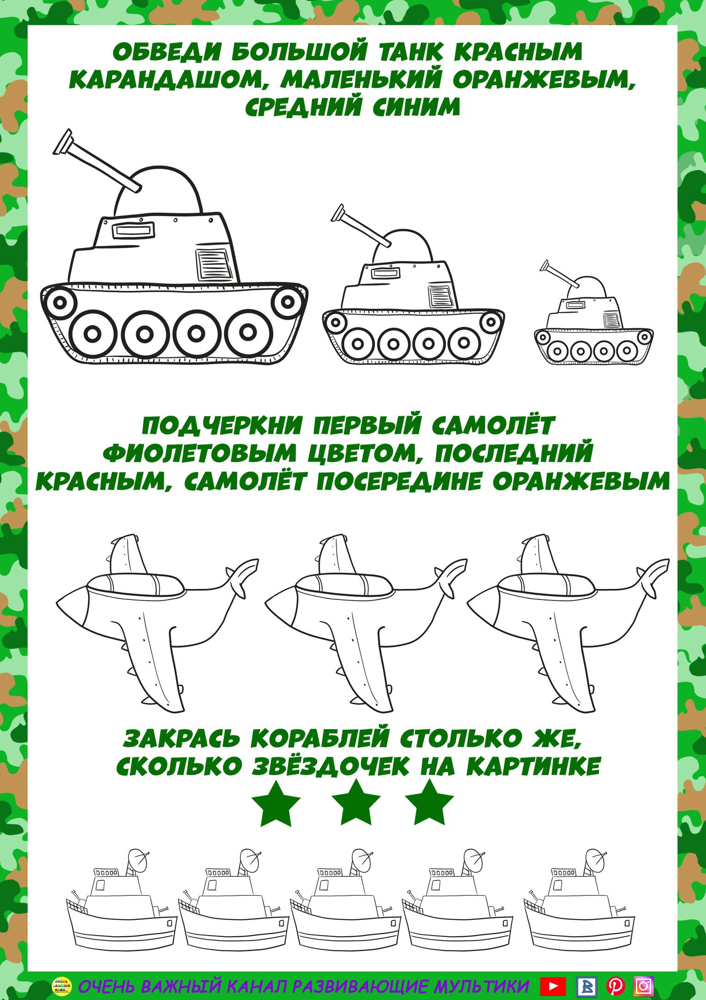 ОБВЕДИ БОЛЬШОЙ ТАНК КРАСНЫМ
КАРАНДАШОМ, МАЛЕНЬКИЙ ОРАНЖЕВЫМ,
СРЕДНИЙ СИНИМ
ПОДЧЕРКНИ ПЕРВЫЙ САМОЛЁТ
ФИОЛЕТОВЫМ ЦВЕТОМ, ПОСЛЕДНИЙ
КРАСНЫМ, САМОЛЁТ ПОСЕРЕДИНЕ ОРАНЖЕВЫМ
ЗАКРАСЬ КОРАБЛЕЙ СТОЛЬКО ЖЕ,
СКОЛЬКО ЗВЁЗДОЧЕК НА КАРТИНКЕ
ОЧЕНЬ ВАЖНЫЙ КАНАЛ РАЗВИВАЮЩИЕ МУЛЬТИКИ